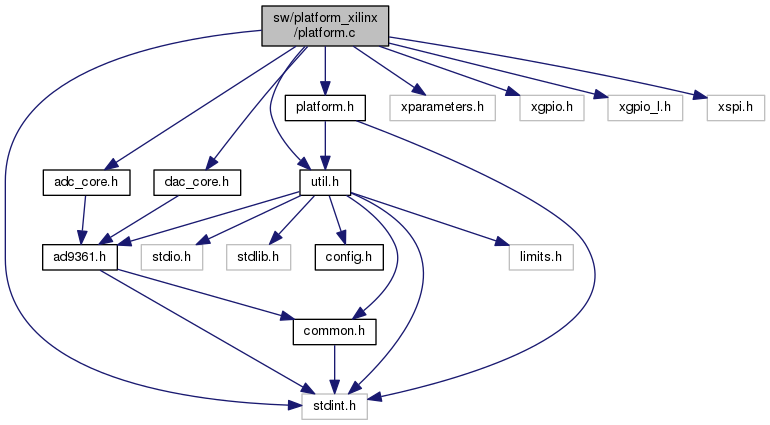 sw/platform_xilinx
/platform.c
platform.h
xparameters.h
xgpio.h
xgpio_l.h
xspi.h
adc_core.h
dac_core.h
util.h
ad9361.h
stdio.h
stdlib.h
config.h
limits.h
common.h
stdint.h